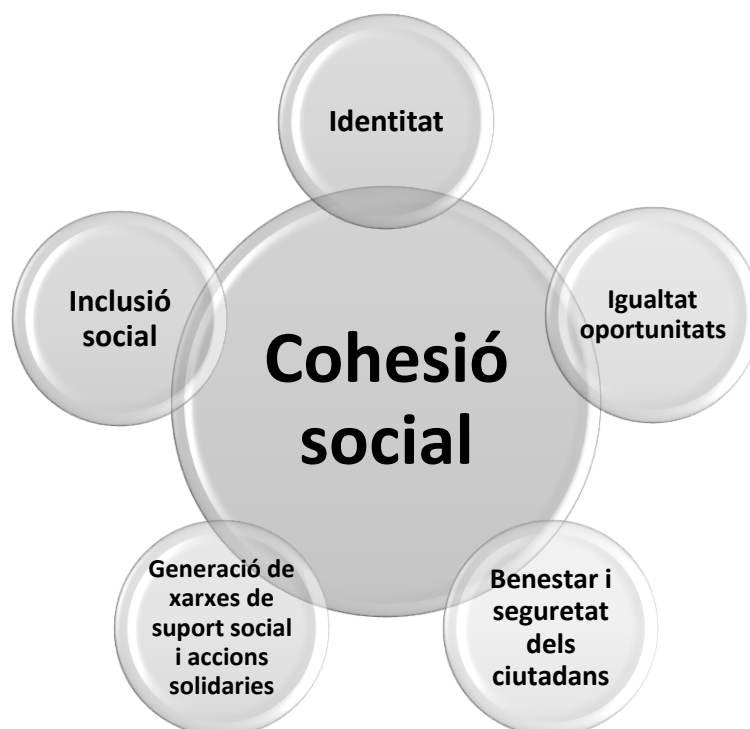 Identitat
Inclusió
social
Igualtat
oportunitats
Cohesió
social
Generació de
xarxes de
suport social
i accions
solidaries
Benestar i
seguretat
dels
ciutadans